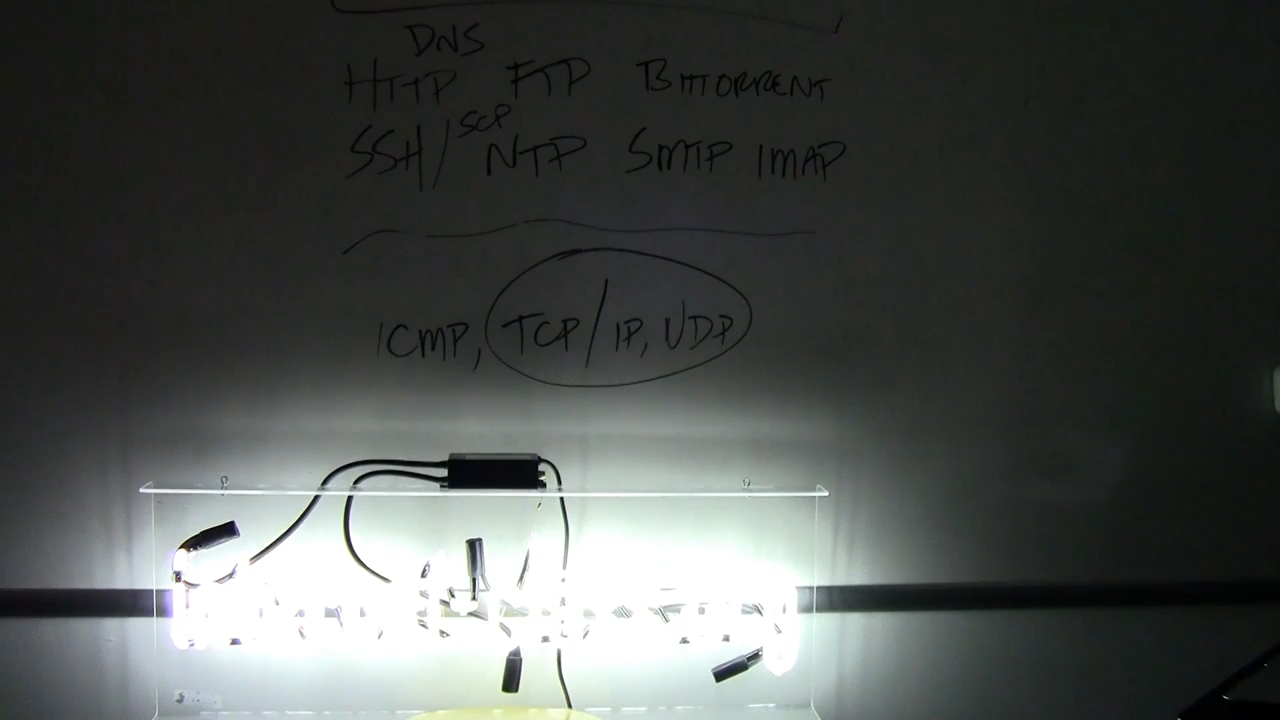 DNS
HTTP FTP BITTORRENT
SSH/SCP NTP SMTP IMAP
ICMP, TCP/IP, UDP